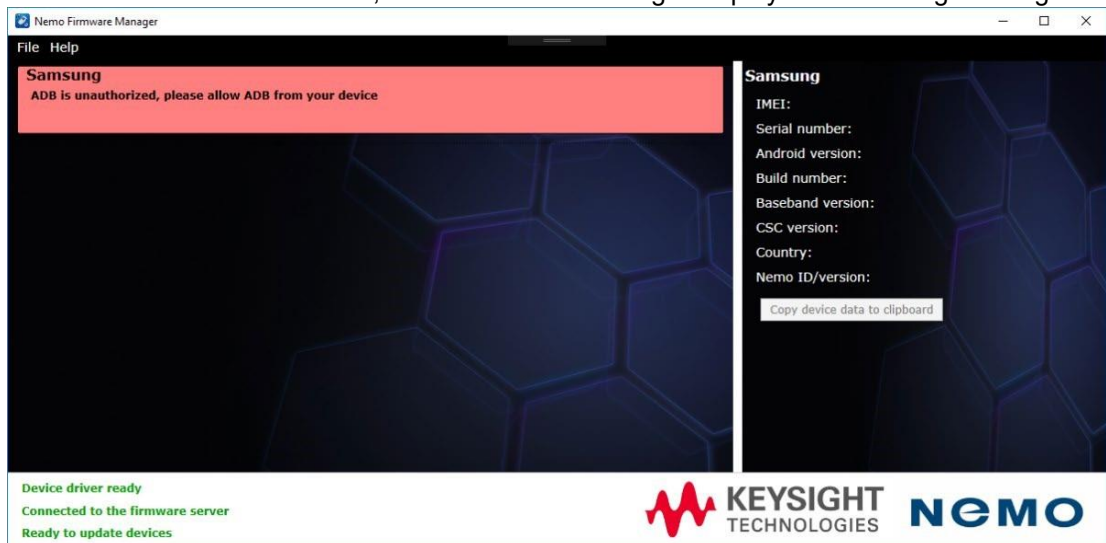 Nemo Firmware Manager
File Help
Samsung
ADB is unauthorized, please allow ADB from your device
Samsung
IMEI:
Serial number:
Android version:
Build number:
Baseband version:
CSC version:
Country:
Nemo ID/version:
Copy device data to clipboard
Device driver ready
Connected to the firmware server
Ready to update devices
KEYSIGHT
TECHNOLOGIES
NEMO